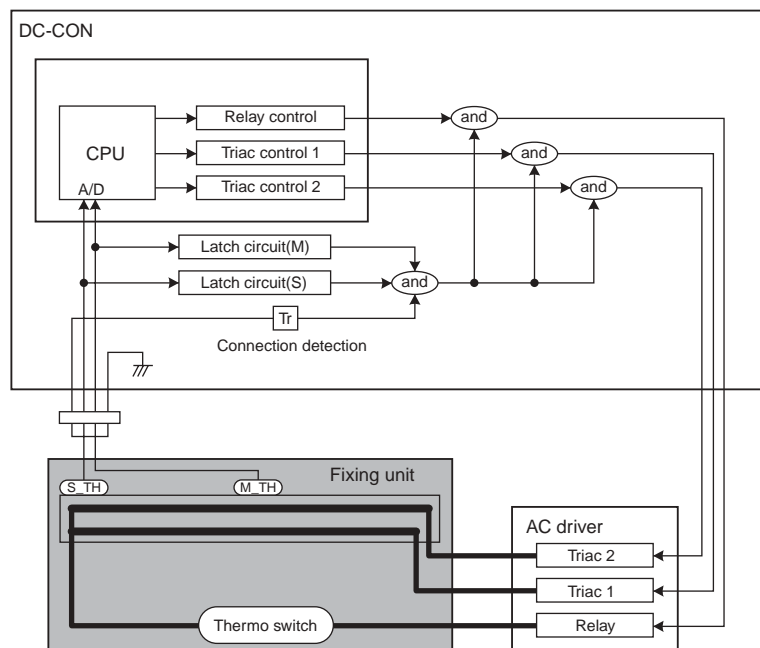 DC-CON
Relay control
and
CPU
Triac control 1
and
A/D
Triac control 2
and
Latch circuit(M)
Latch circuit(S)
and
Tr
Connection detection
Fixing unit
S_TH
M_TH
AC driver
Triac 2
Triac 1
Thermo switch
Relay